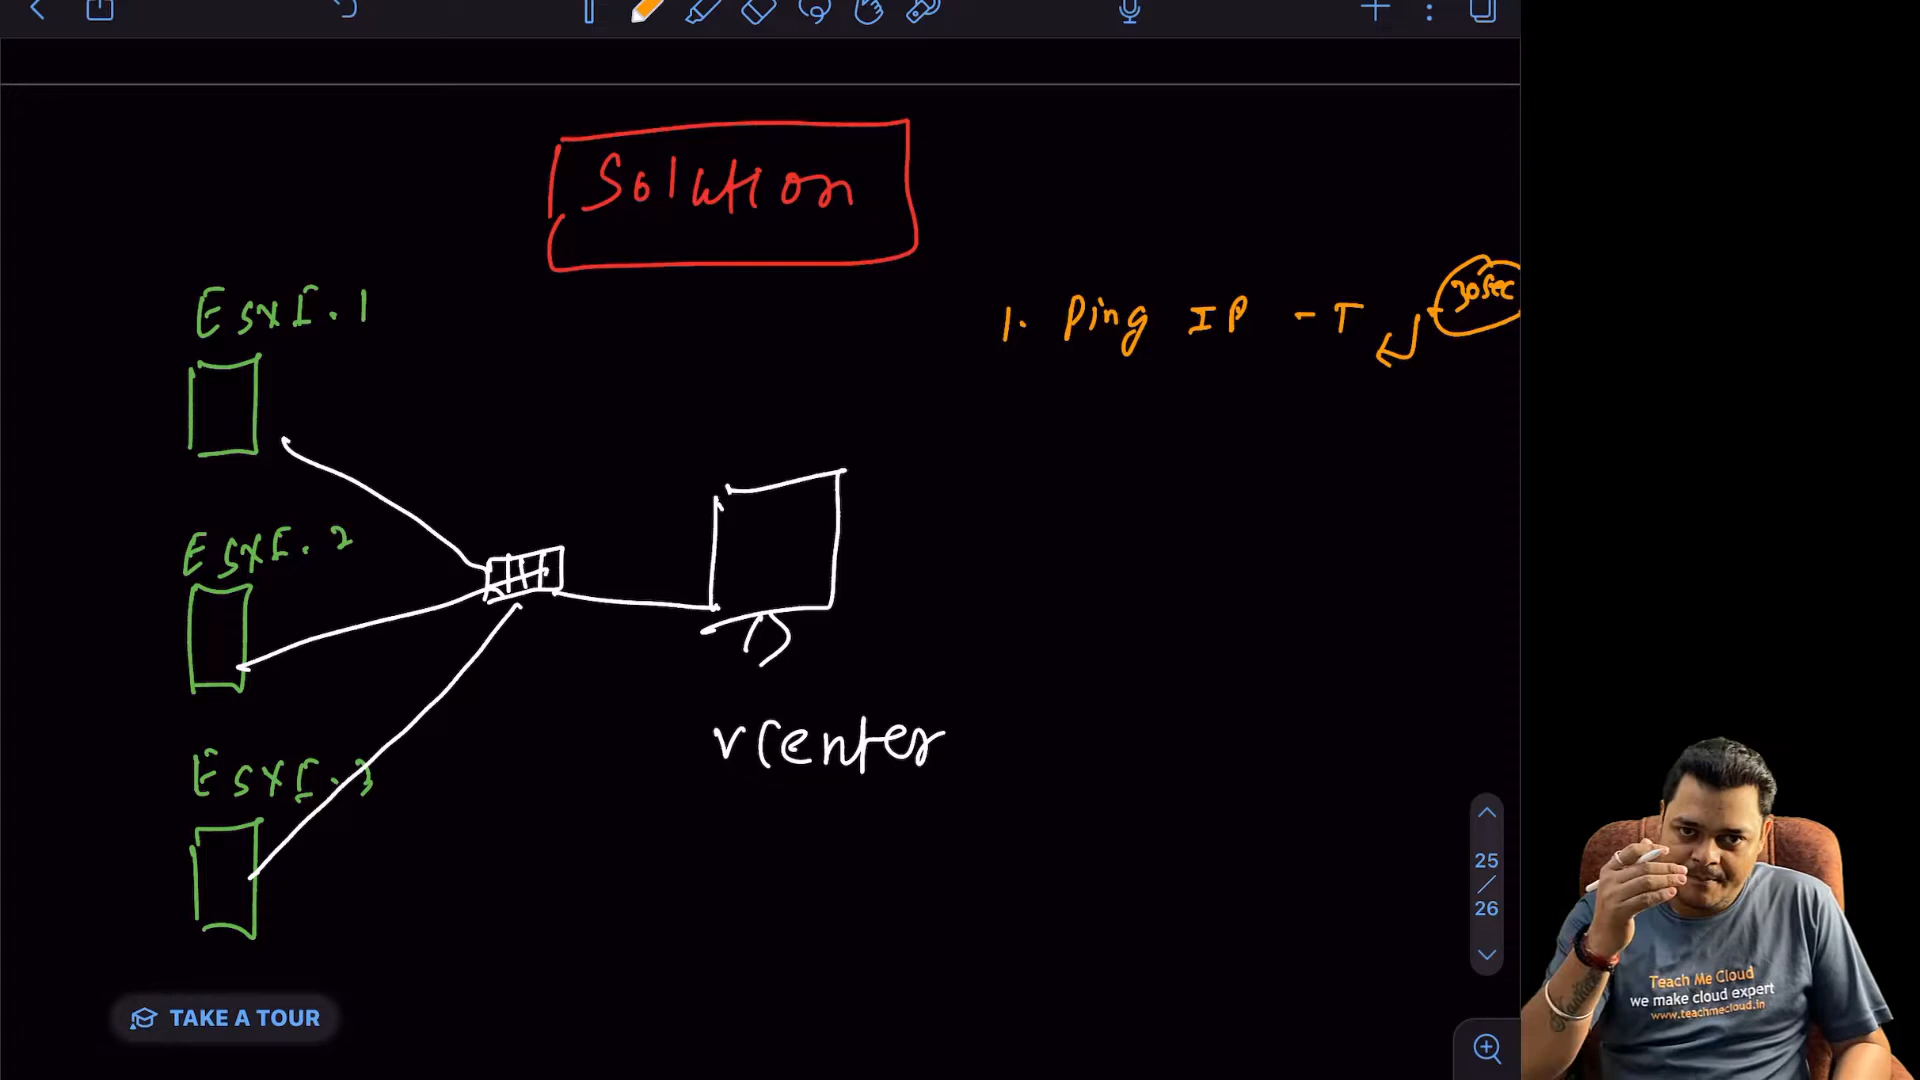 Solution
ESXI.1
1. Ping IP -T
30sec
ESXI.2
vCenter
ESXI.3
25
26
TAKE A TOUR
Teach Me Cloud
we make cloud expert
www.teachmecloud.in